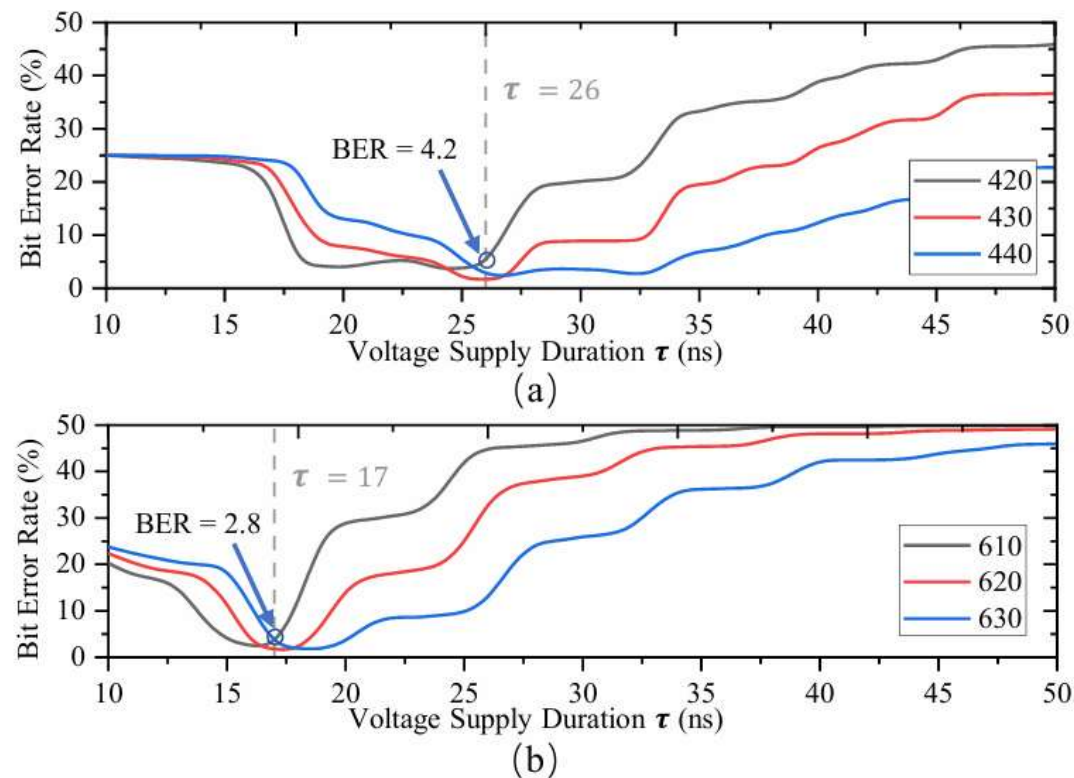 50
40
30
20
10
0
Bit Error Rate (%)
τ = 26
BER = 4.2
420
430
440
10 15 20 25 30 35 40 45 50
Voltage Supply Duration τ (ns)
(a)
50
40
30
20
10
0
Bit Error Rate (%)
τ = 17
BER = 2.8
610
620
630
10 15 20 25 30 35 40 45 50
Voltage Supply Duration τ (ns)
(b)